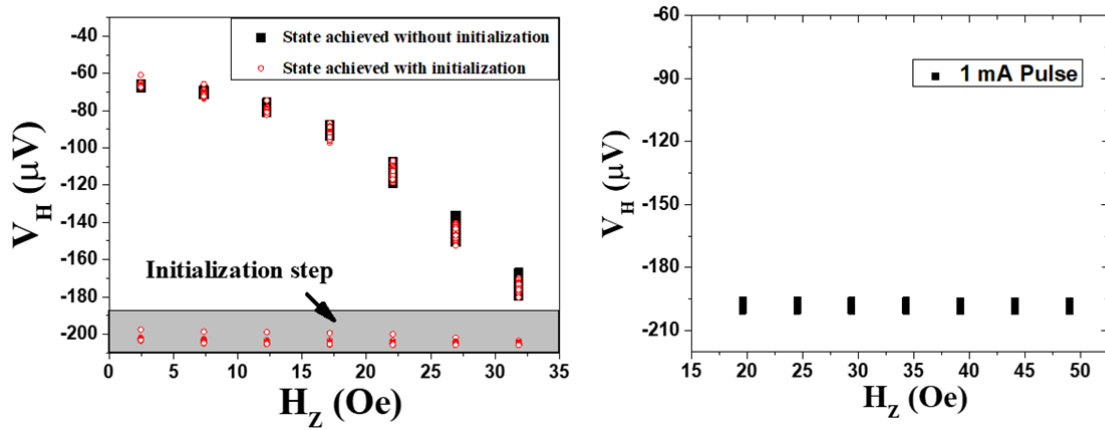 -40
-60
-80
-100
-120
-140
-160
-180
-200
V_H (μV)
State achieved without initialization
State achieved with initialization
Initialization step
0 5 10 15 20 25 30 35
H_Z (Oe)
-60
-90
-120
-150
-180
-210
V_H (μV)
1 mA Pulse
15 20 25 30 35 40 45 50
H_Z (Oe)